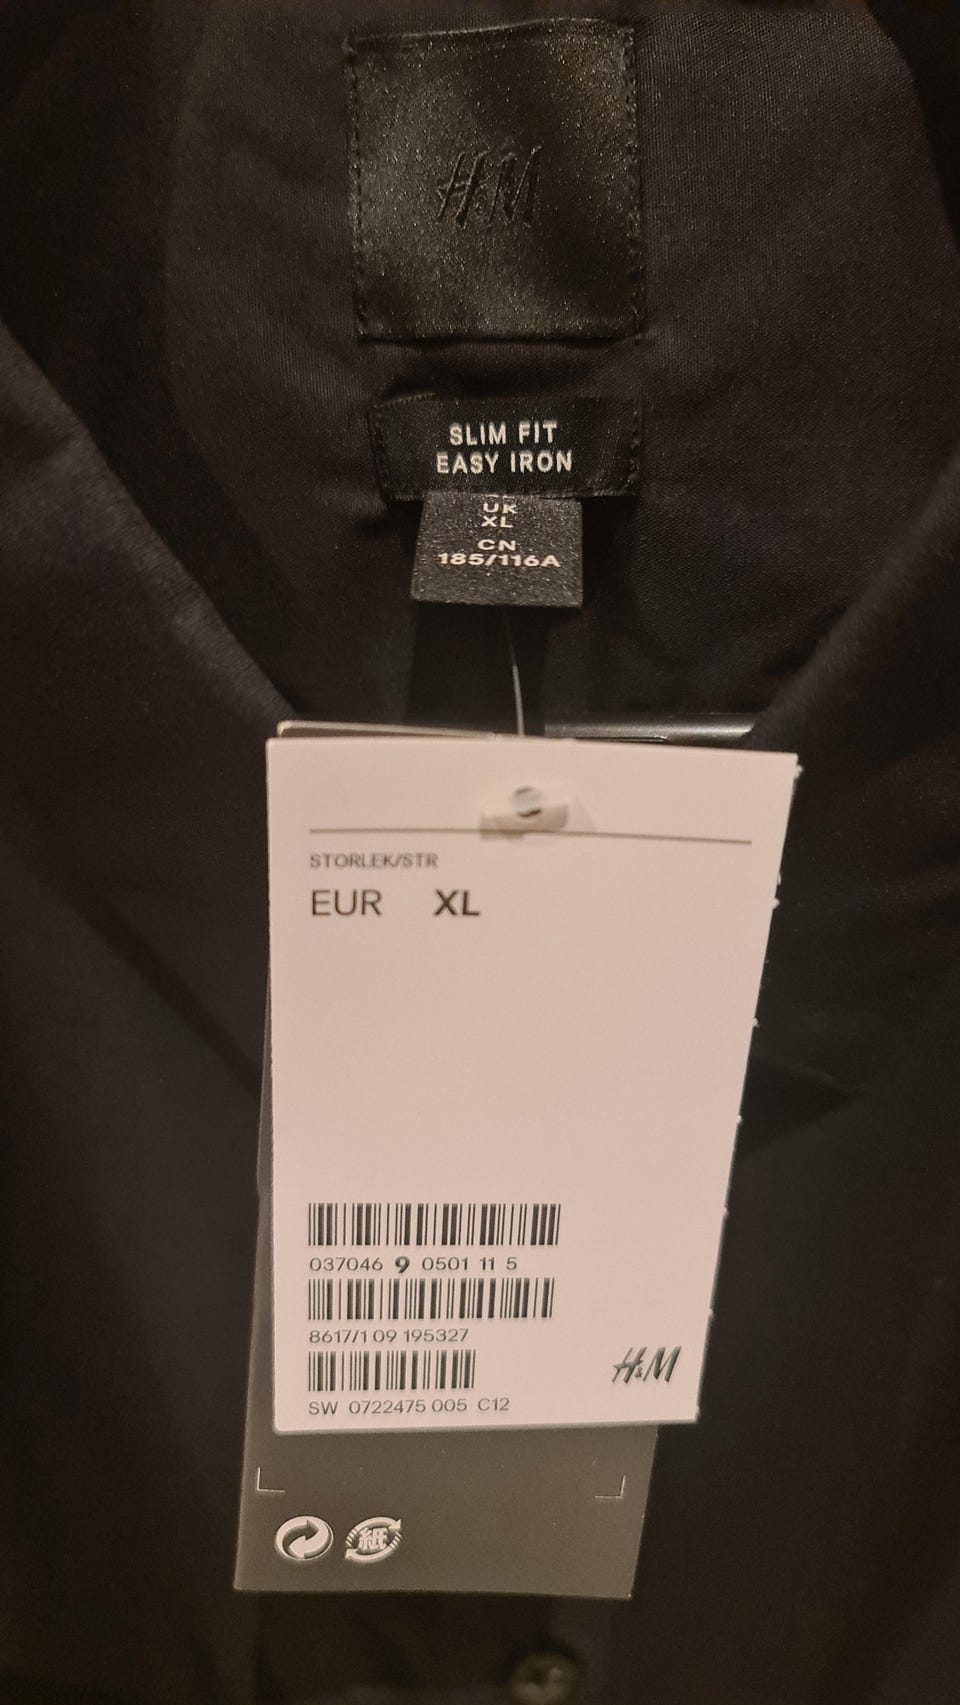 H&M
SLIM FIT
EASY IRON
UK
XL
CN
185/116A
STORLEK/STR
EUR XL
037046 9 0501 11 5
8617/1 09 195327
H&M
SW 0722475 005 C12
紙